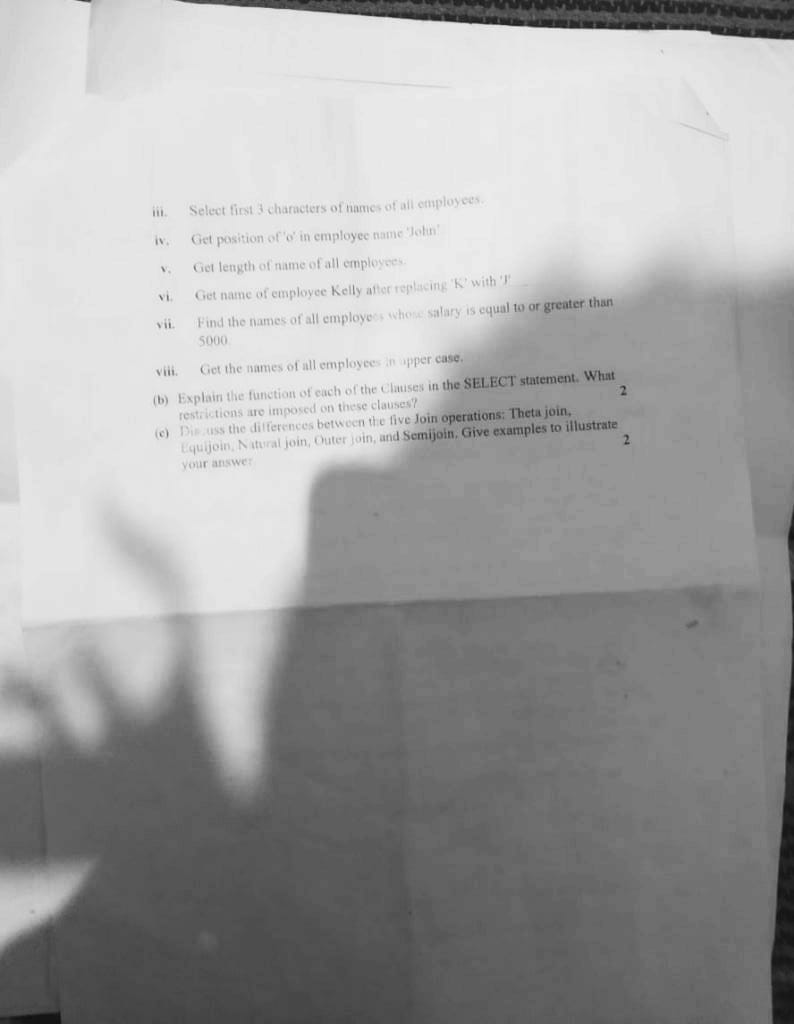 iii. Select first 3 characters of names of all employees.
iv. Get position of 'o' in employee name 'John'
v. Get length of name of all employees.
vi. Get name of employee Kelly after replacing 'K' with 'J'
vii. Find the names of all employees whose salary is equal to or greater than
5000.
viii. Get the names of all employees in upper case.
(b) Explain the function of each of the Clauses in the SELECT statement. What
restrictions are imposed on these clauses? 2
(c) Discuss the differences between the five Join operations: Theta join,
Equijoin, Natural join, Outer join, and Semijoin. Give examples to illustrate
your answer 2